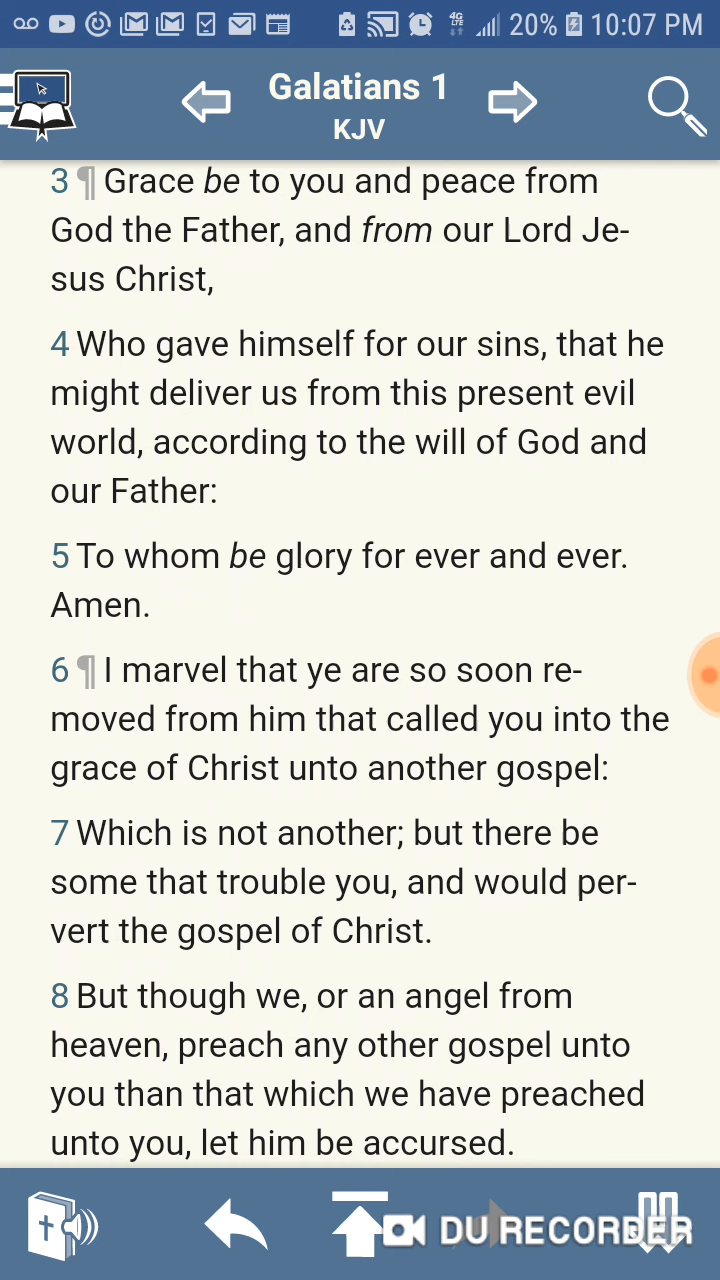 4G
LTE
20%
10:07 PM
Galatians 1
KJV
3 ¶ Grace be to you and peace from
God the Father, and from our Lord Je-
sus Christ,
4 Who gave himself for our sins, that he
might deliver us from this present evil
world, according to the will of God and
our Father:
5 To whom be glory for ever and ever.
Amen.
6 ¶ I marvel that ye are so soon re-
moved from him that called you into the
grace of Christ unto another gospel:
7 Which is not another; but there be
some that trouble you, and would per-
vert the gospel of Christ.
8 But though we, or an angel from
heaven, preach any other gospel unto
you than that which we have preached
unto you, let him be accursed.
DU RECORDER